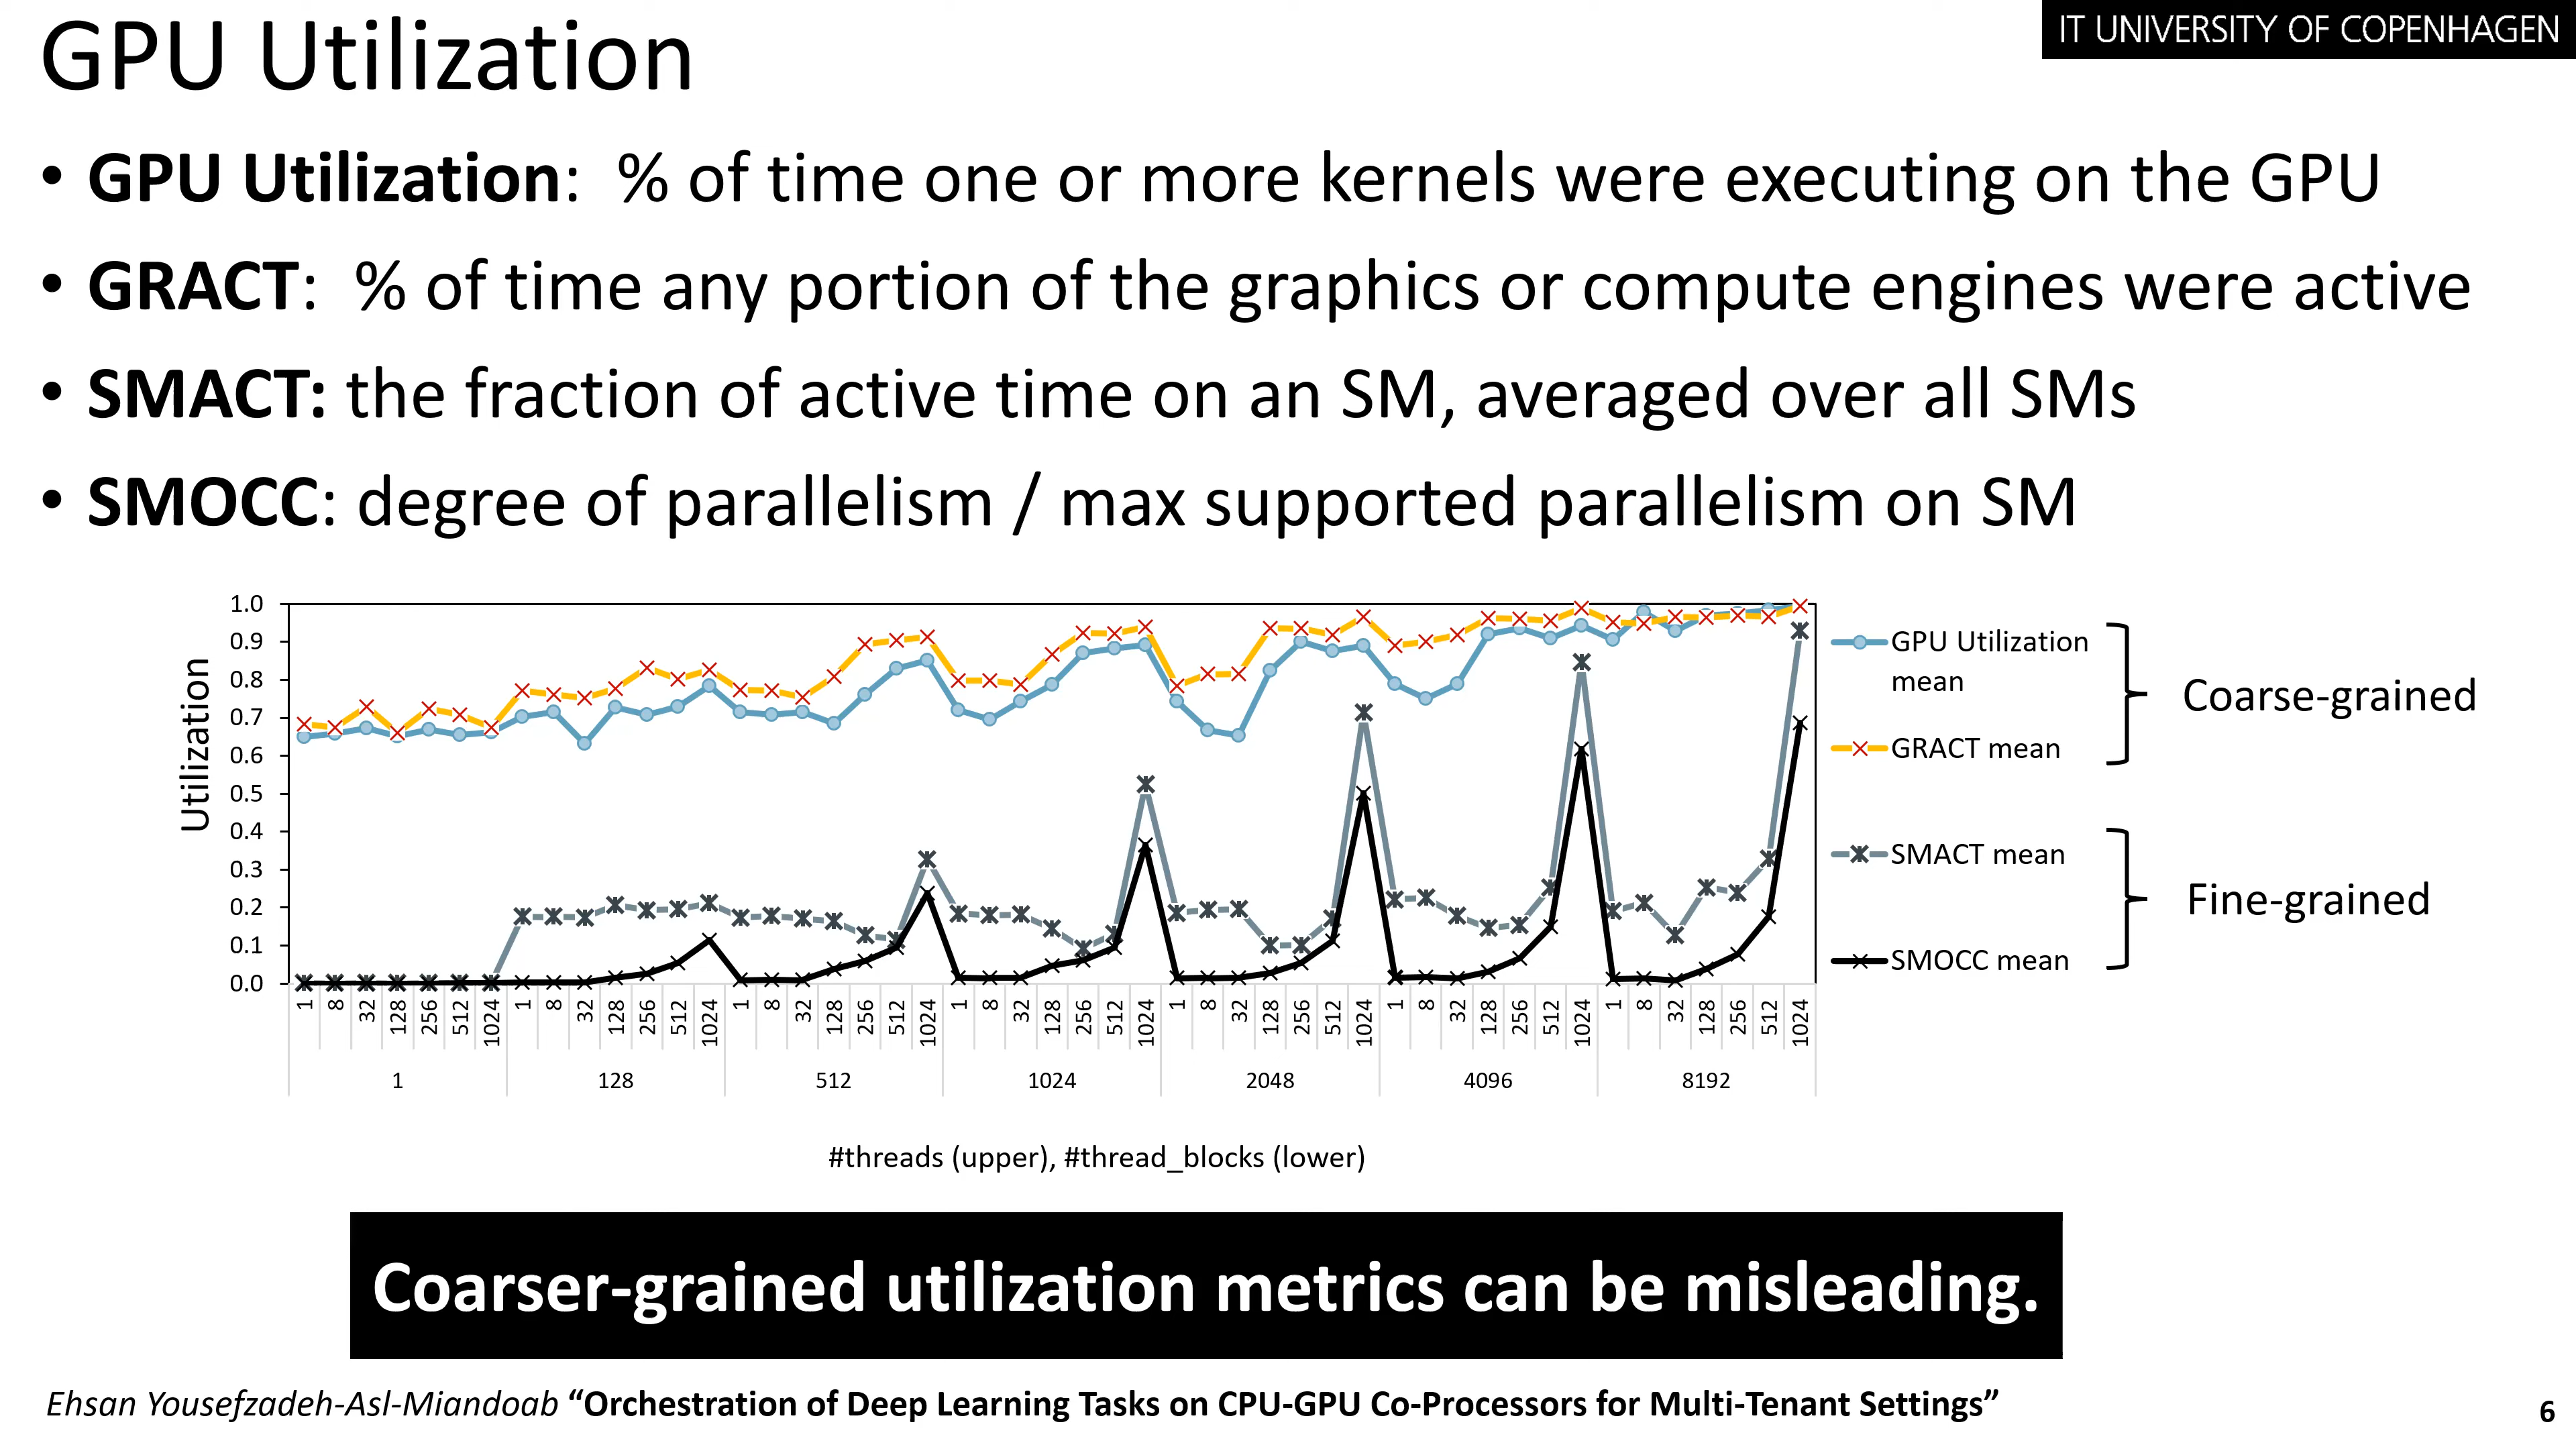 GPU Utilization
IT UNIVERSITY OF COPENHAGEN
• GPU Utilization: % of time one or more kernels were executing on the GPU
• GRACT: % of time any portion of the graphics or compute engines were active
• SMACT: the fraction of active time on an SM, averaged over all SMs
• SMOCC: degree of parallelism / max supported parallelism on SM
Utilization
1.0
0.9
0.8
0.7
0.6
0.5
0.4
0.3
0.2
0.1
0.0
1 8 32 128 256 512 1024 1 8 32 128 256 512 1024 1 8 32 128 256 512 1024 1 8 32 128 256 512 1024 1 8 32 128 256 512 1024 1 8 32 128 256 512 1024 1 8 32 128 256 512 1024
1 128 512 1024 2048 4096 8192
#threads (upper), #thread_blocks (lower)
GPU Utilization
mean
GRACT mean
SMACT mean
SMOCC mean
Coarse-grained
Fine-grained
Coarser-grained utilization metrics can be misleading.
Ehsan Yousefzadeh-Asl-Miandoab “Orchestration of Deep Learning Tasks on CPU-GPU Co-Processors for Multi-Tenant Settings”
6